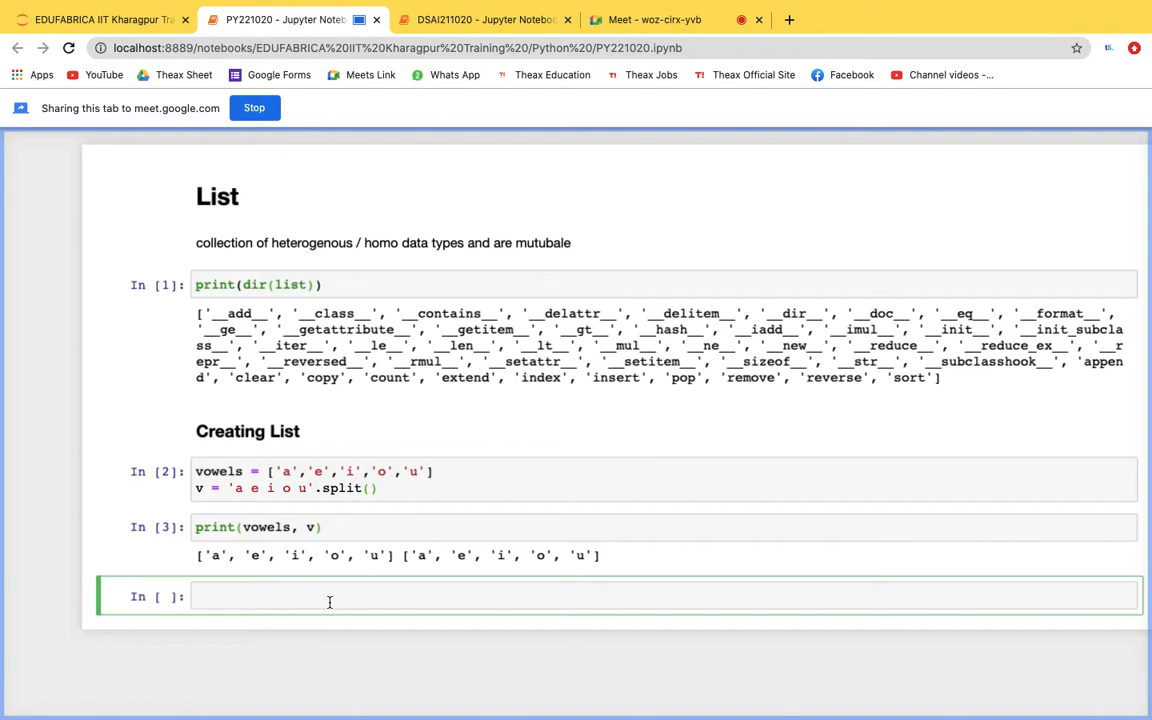 EDUFABRICA IIT Kharagpur Tra
PY221020 - Jupyter Noteb
DSAI211020 - Jupyter Noteboo
Meet - woz-cirx-yvb
localhost:8889/notebooks/EDUFABRICA%20IIT%20Kharagpur%20Training%20/Python%20/PY221020.ipynb
Apps YouTube Theax Sheet Google Forms Meets Link Whats App Theax Education Theax Jobs Theax Official Site Facebook Channel videos -...
Sharing this tab to meet.google.com Stop
List
collection of heterogenous / homo data types and are mutubale
In [1]: print(dir(list))
['__add__', '__class__', '__contains__', '__delattr__', '__delitem__', '__dir__', '__doc__', '__eq__', '__format__',
'__ge__', '__getattribute__', '__getitem__', '__gt__', '__hash__', '__iadd__', '__imul__', '__init__', '__init_subcla
ss__', '__iter__', '__le__', '__len__', '__lt__', '__mul__', '__ne__', '__new__', '__reduce__', '__reduce_ex__', '__r
epr__', '__reversed__', '__rmul__', '__setattr__', '__setitem__', '__sizeof__', '__str__', '__subclasshook__', 'appen
d', 'clear', 'copy', 'count', 'extend', 'index', 'insert', 'pop', 'remove', 'reverse', 'sort']
Creating List
In [2]: vowels = ['a','e','i','o','u']
v = 'a e i o u'.split()
In [3]: print(vowels, v)
['a', 'e', 'i', 'o', 'u'] ['a', 'e', 'i', 'o', 'u']
In [ ]: